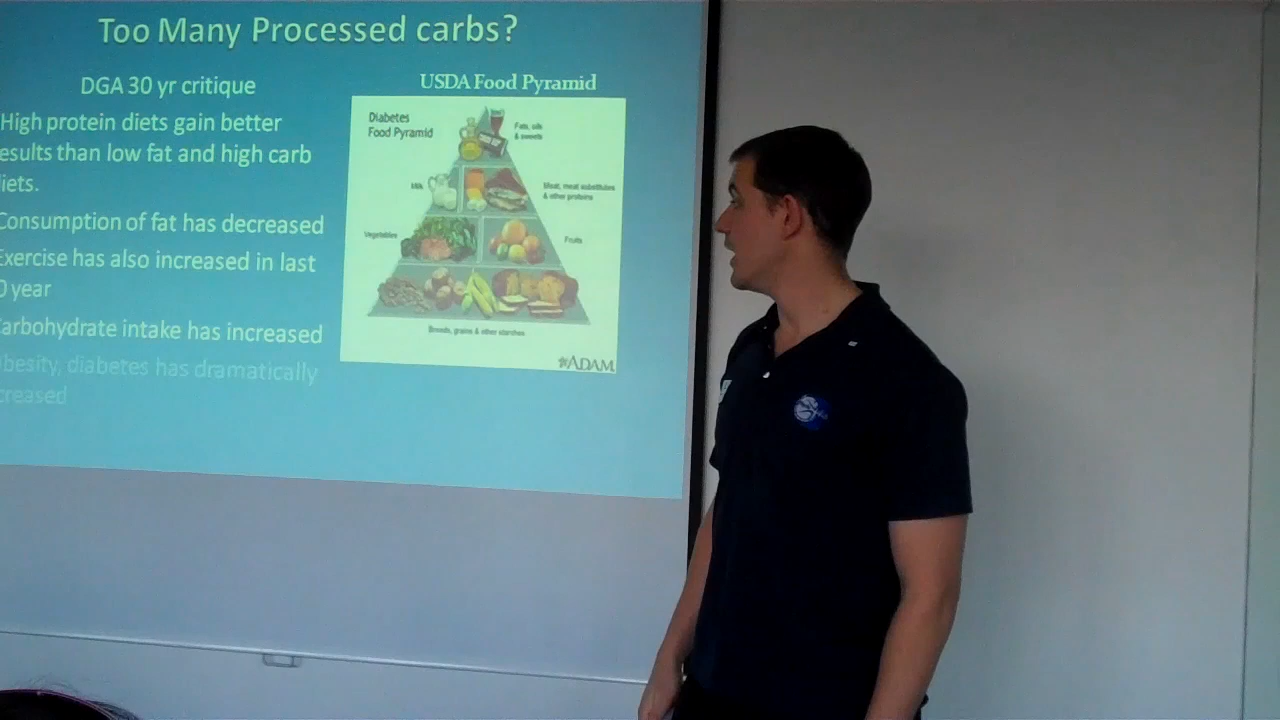 Too Many Processed carbs?
DGA 30 yr critique
High protein diets gain better
esults than low fat and high carb
iets.
Consumption of fat has decreased
Exercise has also increased in last
0 year
arbohydrate intake has increased
besity, diabetes has dramatically
creased
USDA Food Pyramid
Diabetes
Food Pyramid
Fats, oils
& sweets
Milk
Meat, meat substitutes
& other proteins
Vegetables
Fruits
Breads, grains & other starches
ADAM